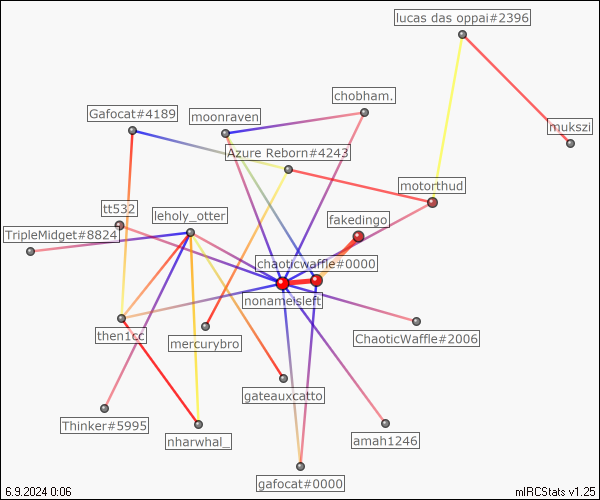 lucas das oppai#2396
chobham.
Gafocat#4189
moonraven
mukszi
Azure Reborn#4243
motorthud
tt532
leholy_otter
fakedingo
TripleMidget#8824
chaoticwaffle#0000
nonameisleft
then1cc
mercurybro
ChaoticWaffle#2006
gateauxcatto
Thinker#5995
nharwhal_
amah1246
gafocat#0000
6.9.2024 0:06
mIRCStats v1.25